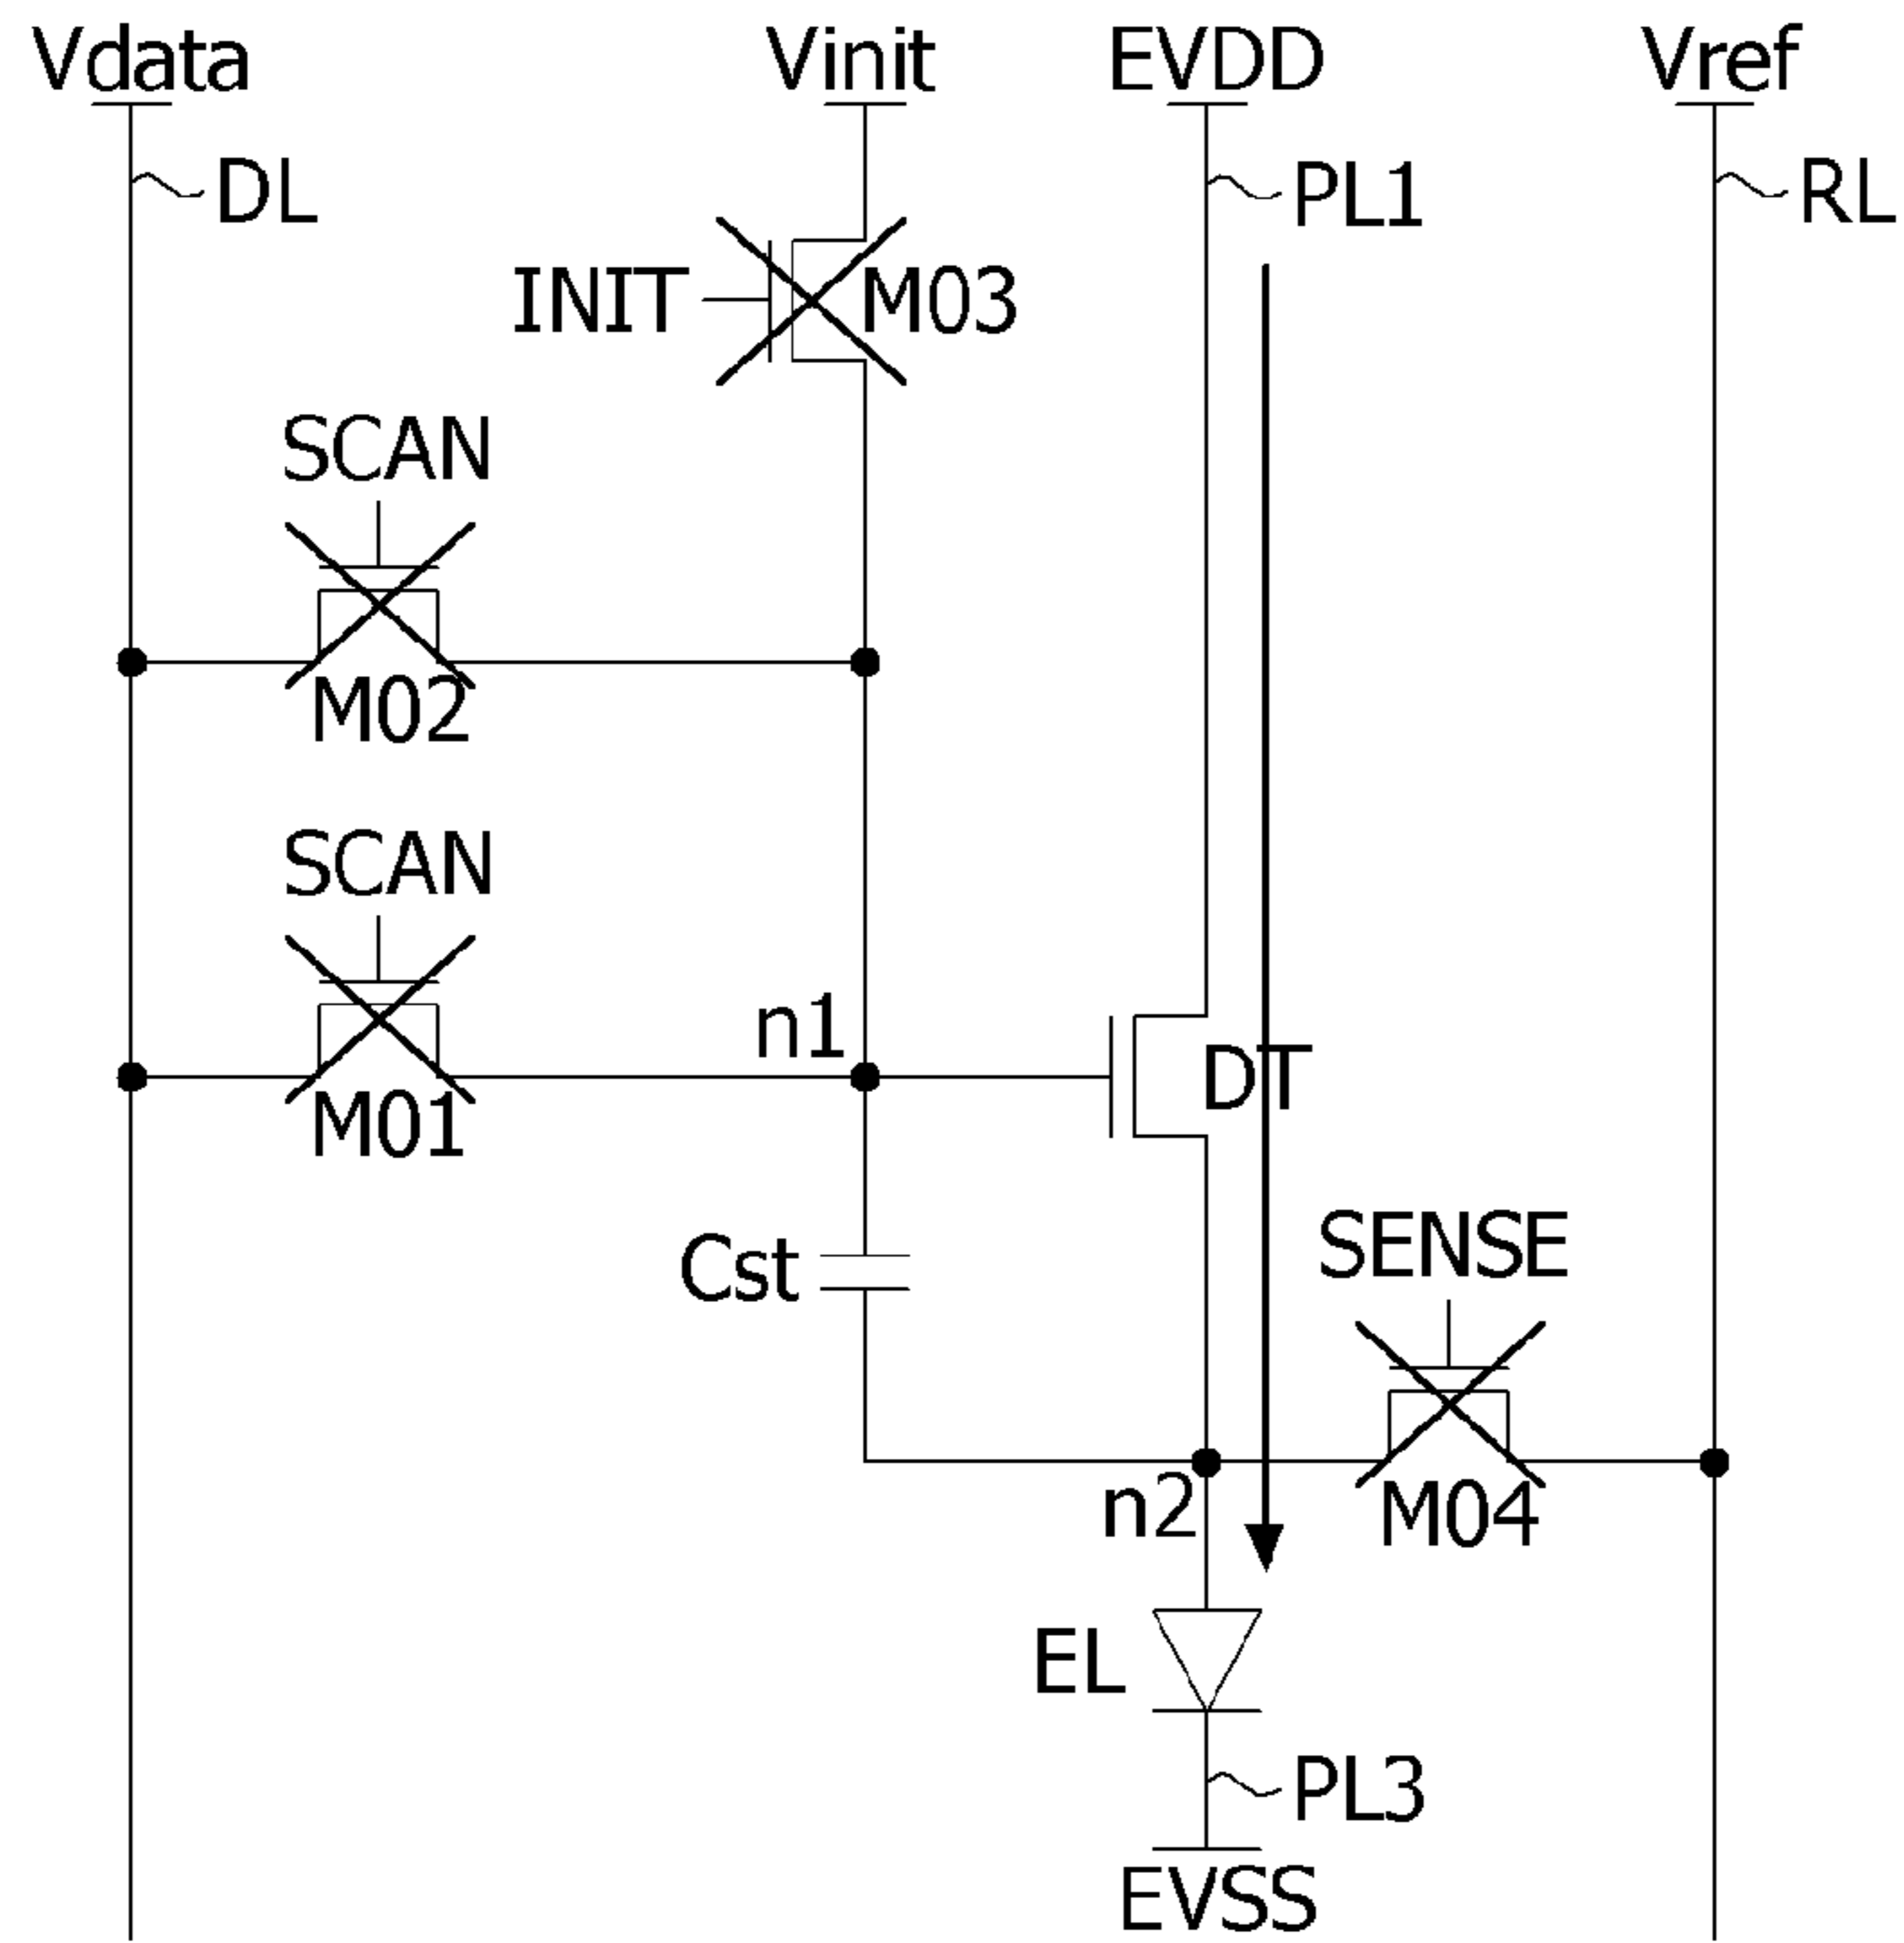 Vdata Vinit EVDD Vref
DL PL1 RL
INIT M03
SCAN
M02
SCAN
n1
DT
M01
Cst SENSE
n2 M04
EL
PL3
EVSS